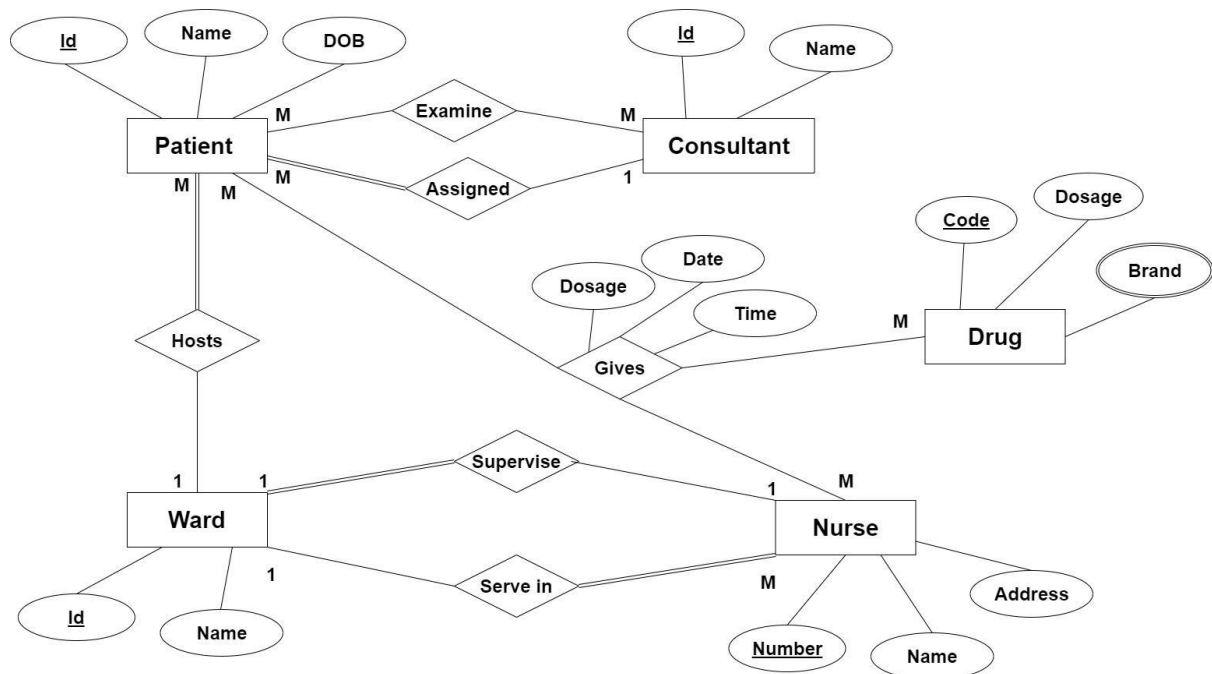 Id
Name
DOB
Id
Name
Patient
M
Examine
M
Consultant
M
M
M
Assigned
1
Code
Dosage
Brand
Dosage
Date
Time
Hosts
Gives
M
Drug
1
1
Supervise
1
M
Ward
Nurse
1
Serve in
M
Id
Name
Number
Name
Address